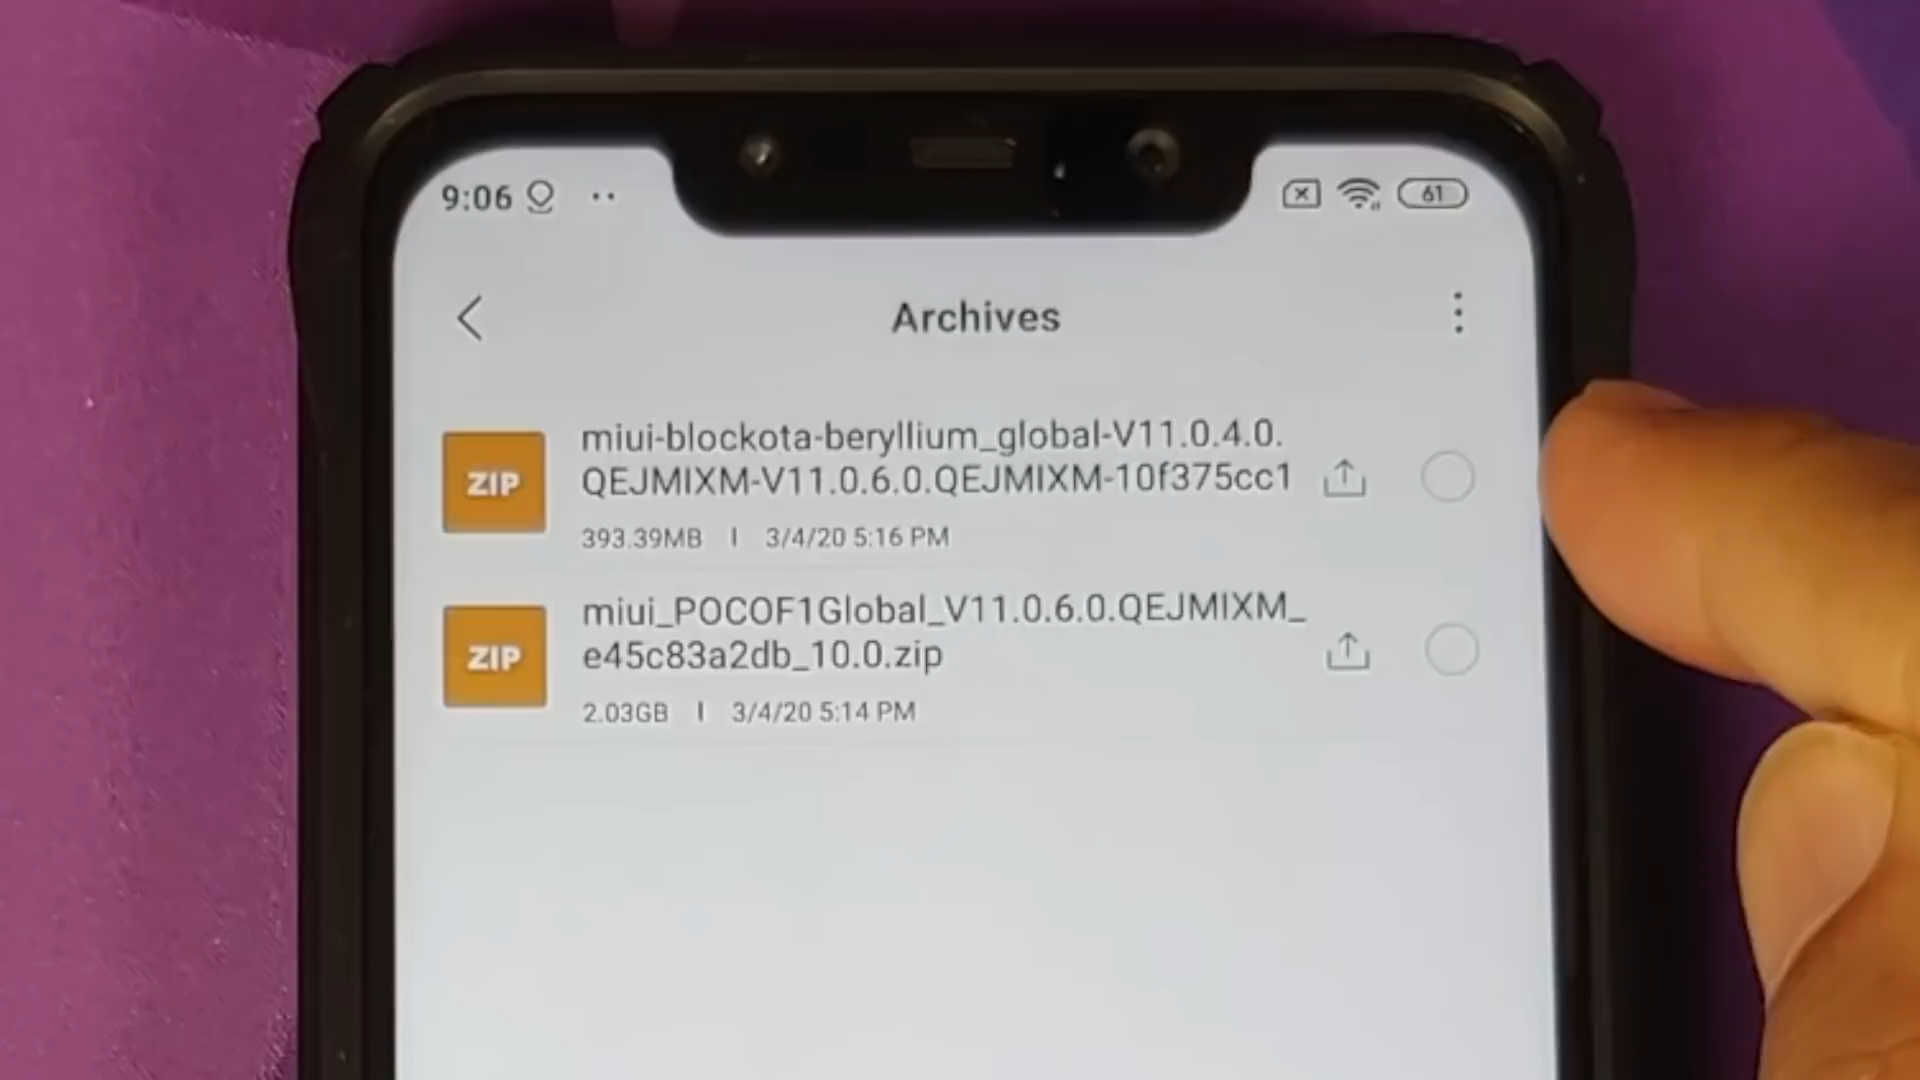 9:06
61
Archives
ZIP
miui-blockota-beryllium_global-V11.0.4.0.
QEJMIXM-V11.0.6.0.QEJMIXM-10f375cc1
393.39MB | 3/4/20 5:16 PM
ZIP
miui_POCOF1Global_V11.0.6.0.QEJMIXM_
e45c83a2db_10.0.zip
2.03GB | 3/4/20 5:14 PM